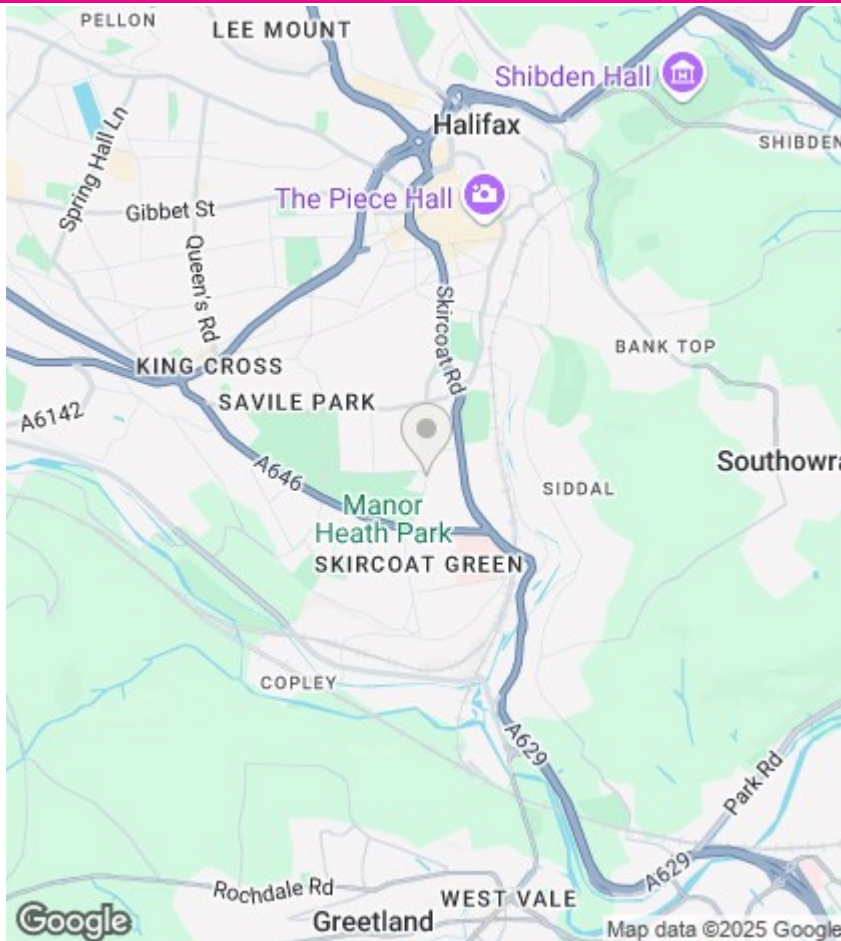 PELLON
LEE MOUNT
Shibden Hall
Halifax
SHIBDEN
Spring Hall Ln
The Piece Hall
Gibbet St
Queen's Rd
Skircoat Rd
BANK TOP
KING CROSS
SAVILE PARK
A6142
A646
Southowra
SIDDAL
Manor
Heath Park
SKIRCOAT GREEN
COPLEY
A629
Park Rd
A629
Rochdale Rd
WEST VALE
Greetland
Google
Map data ©2025 Google